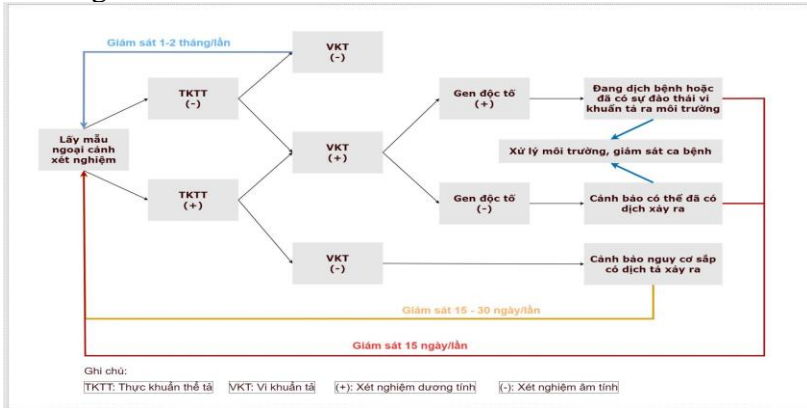 Giám sát 1-2 tháng/lần
VKT
(-)
TKTT
(-)
Gen độc tố
(+)
Đang dịch bệnh hoặc
đã có sự đào thải vi
khuẩn tả ra môi trường
Lấy mẫu
ngoại cảnh
xét nghiệm
VKT
(+)
Xử lý môi trường, giám sát ca bệnh
TKTT
(+)
Gen độc tố
(-)
Cảnh báo có thể đã có
dịch xảy ra
VKT
(-)
Cảnh báo nguy cơ sắp
có dịch tả xảy ra
Giám sát 15 - 30 ngày/lần
Giám sát 15 ngày/lần
Ghi chú:
TKTT: Thực khuẩn thể tả VKT: Vi khuẩn tả (+): Xét nghiệm dương tính (-): Xét nghiệm âm tính